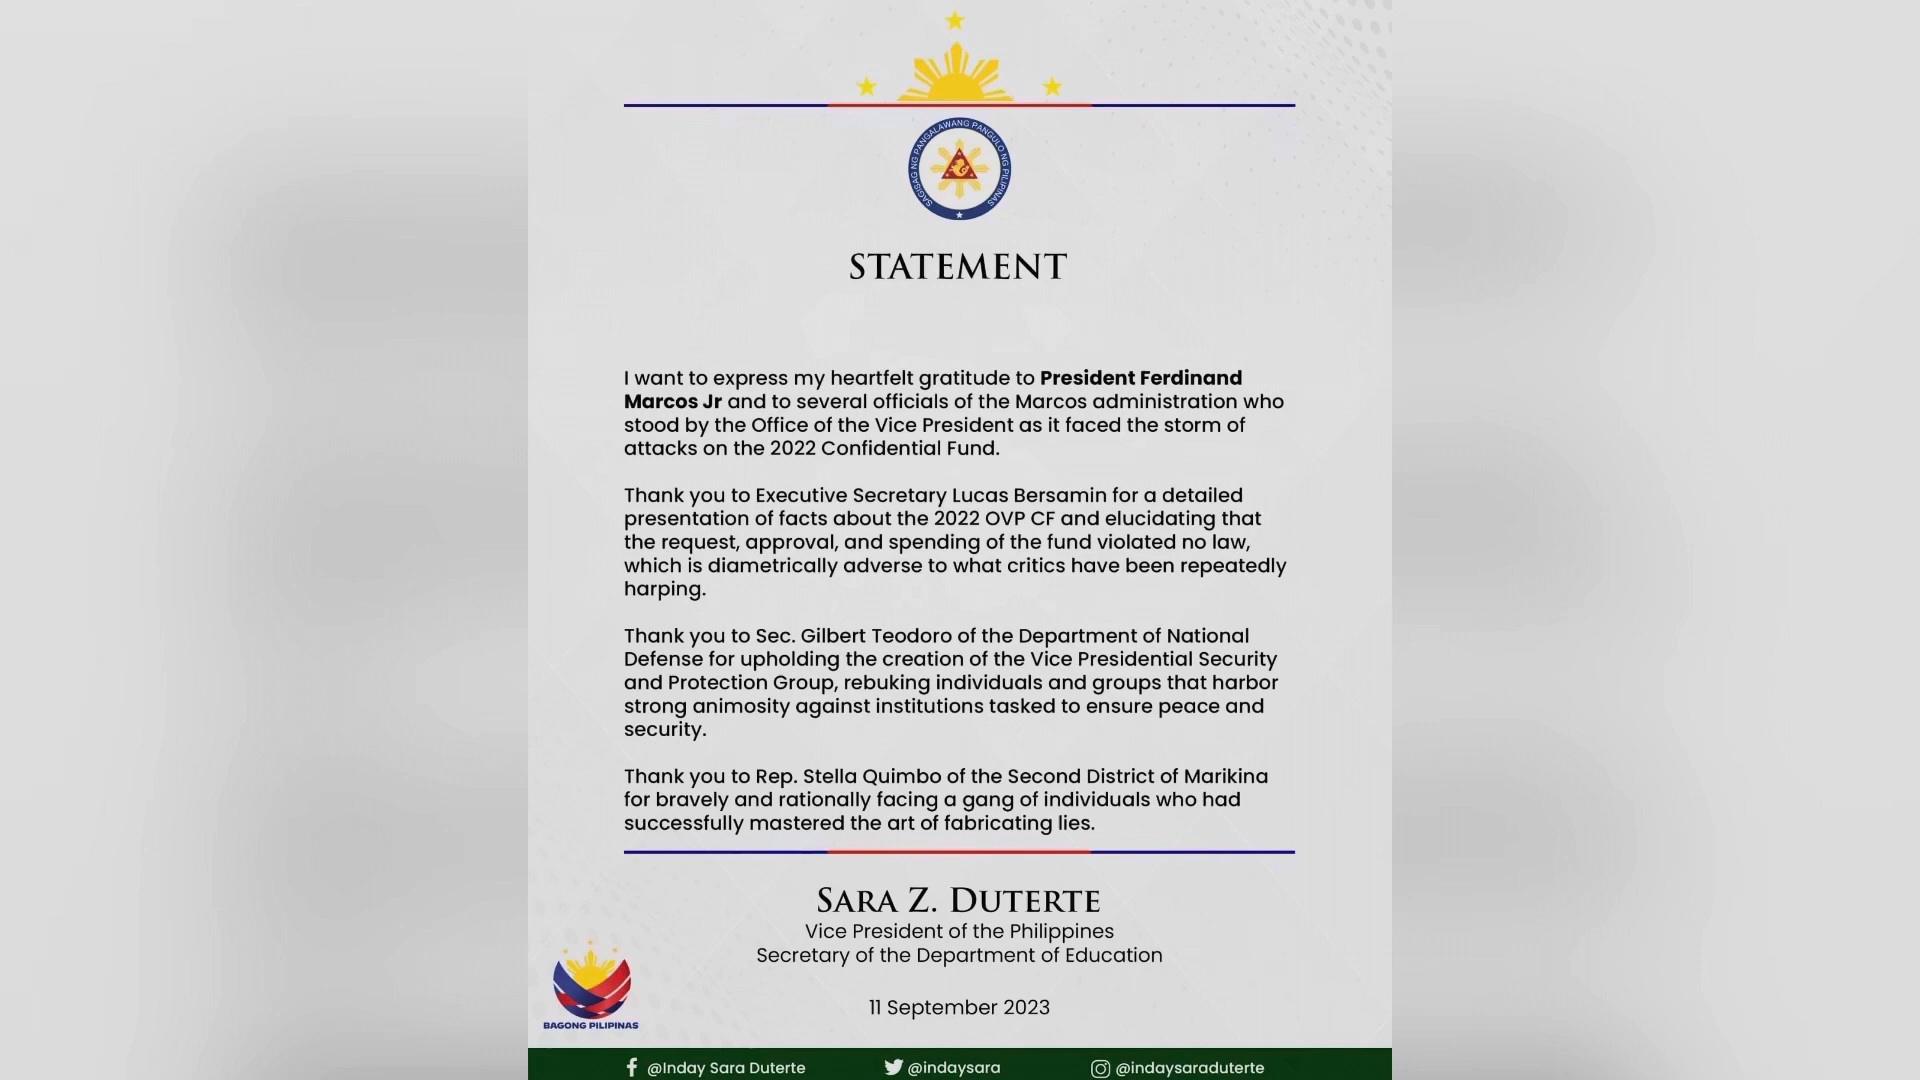 SAGISAG NG PANGALAWANG PANGULO NG PILIPINAS
STATEMENT
I want to express my heartfelt gratitude to President Ferdinand
Marcos Jr and to several officials of the Marcos administration who
stood by the Office of the Vice President as it faced the storm of
attacks on the 2022 Confidential Fund.
Thank you to Executive Secretary Lucas Bersamin for a detailed
presentation of facts about the 2022 OVP CF and elucidating that
the request, approval, and spending of the fund violated no law,
which is diametrically adverse to what critics have been repeatedly
harping.
Thank you to Sec. Gilbert Teodoro of the Department of National
Defense for upholding the creation of the Vice Presidential Security
and Protection Group, rebuking individuals and groups that harbor
strong animosity against institutions tasked to ensure peace and
security.
Thank you to Rep. Stella Quimbo of the Second District of Marikina
for bravely and rationally facing a gang of individuals who had
successfully mastered the art of fabricating lies.
SARA Z. DUTERTE
Vice President of the Philippines
Secretary of the Department of Education
11 September 2023
BAGONG PILIPINAS
@Inday Sara Duterte
@indaysara
@indaysaraduterte